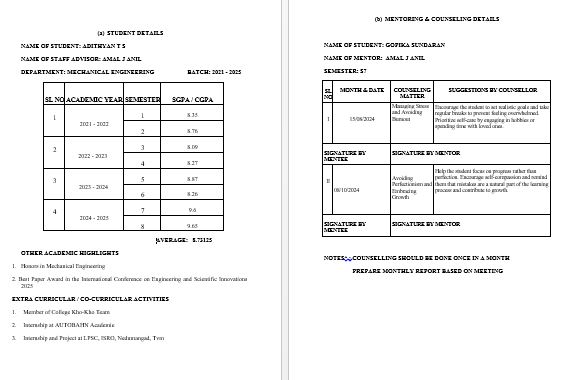 (a) STUDENT DETAILS
NAME OF STUDENT: ADITHYAN T S
NAME OF STAFF ADVISOR: AMAL J ANIL
DEPARTMENT: MECHANICAL ENGINEERING BATCH: 2021 - 2025
SL NO ACADEMIC YEAR SEMESTER SGPA / CGPA
1 2021 - 2022 1 8.35
2 8.76
2 2022 - 2023 3 8.09
4 8.27
3 2023 - 2024 5 8.87
6 8.26
4 2024 - 2025 7 9.6
8 9.65
AVERAGE: 8.73125
OTHER ACADEMIC HIGHLIGHTS
1. Honors in Mechanical Engineering
2. Best Paper Award in the International Conference on Engineering and Scientific Innovations
2025
EXTRA CURRICULAR / CO-CURRICULAR ACTIVITIES
1. Member of College Kho-Kho Team
2. Internship at AUTOBAHN Academie
3. Internship and Project at LPSC, ISRO, Nedumangad, Tvm
(b) MENTORING & COUNSELING DETAILS
NAME OF STUDENT: GOPIKA SUNDARAN
NAME OF MENTOR: AMAL J ANIL
SEMESTER: S7
SL NO MONTH & DATE COUNSELING MATTER SUGGESTIONS BY COUNSELLOR
I 15/08/2024 Managing Stress and Avoiding Burnout
Encourage the student to set realistic goals and take
regular breaks to prevent feeling overwhelmed.
Prioritize self-care by engaging in hobbies or
spending time with loved ones.
SIGNATURE BY MENTEE SIGNATURE BY MENTOR
II 08/10/2024 Avoiding Perfectionism and Embracing Growth
Help the student focus on progress rather than
perfection. Encourage self-compassion and remind
them that mistakes are a natural part of the learning
process and contribute to growth.
SIGNATURE BY MENTEE SIGNATURE BY MENTOR
NOTES: COUNSELLING SHOULD BE DONE ONCE IN A MONTH
PREPARE MONTHLY REPORT BASED ON MEETING